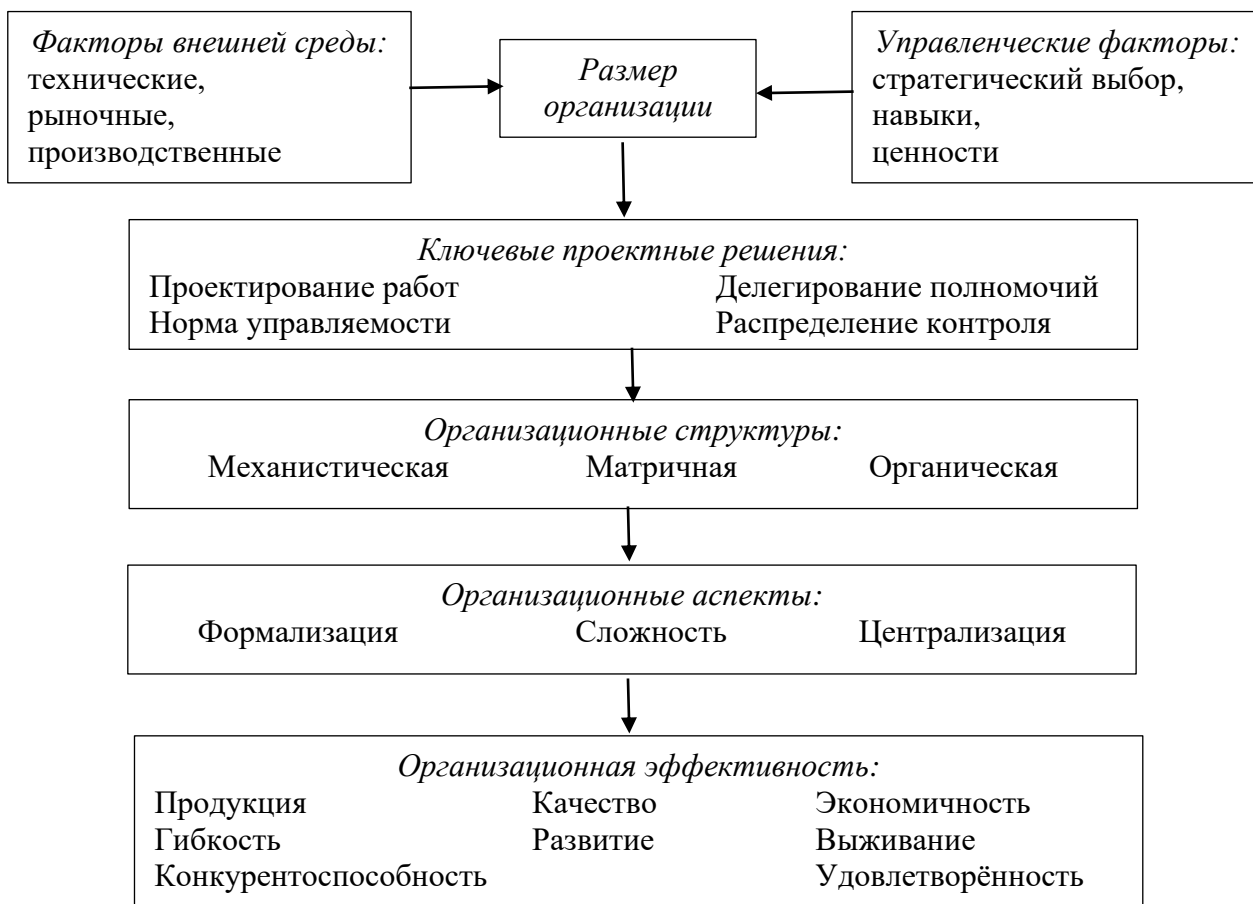 Факторы внешней среды:
технические,
рыночные,
производственные
Размер
организации
Управленческие факторы:
стратегический выбор,
навыки,
ценности
Ключевые проектные решения:
Проектирование работ Делегирование полномочий
Норма управляемости Распределение контроля
Организационные структуры:
Механистическая Матричная Органическая
Организационные аспекты:
Формализация Сложность Централизация
Организационная эффективность:
Продукция Качество Экономичность
Гибкость Развитие Выживание
Конкурентоспособность Удовлетворённость